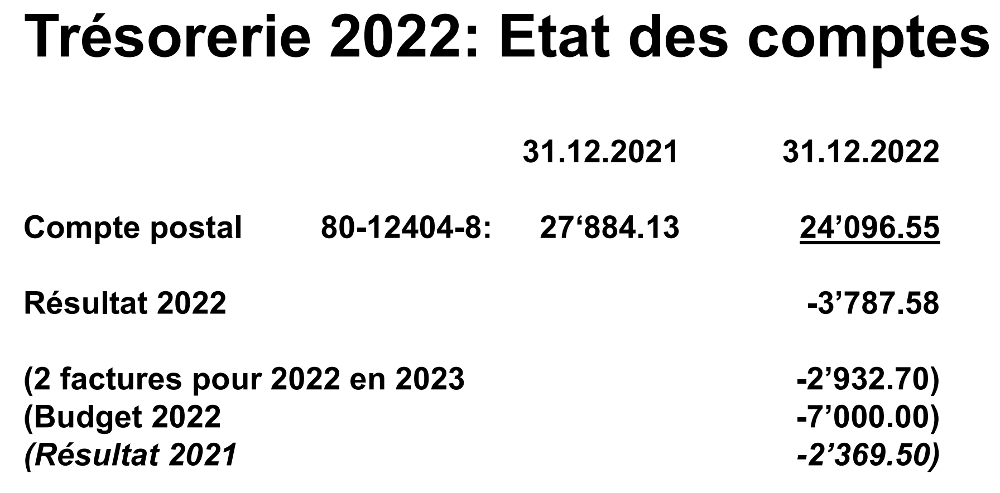 Trésorerie 2022: Etat des comptes
31.12.2021 31.12.2022
Compte postal 80-12404-8: 27‘884.13 24’096.55
Résultat 2022 -3’787.58
(2 factures pour 2022 en 2023 -2’932.70)
(Budget 2022 -7’000.00)
(Résultat 2021 -2’369.50)